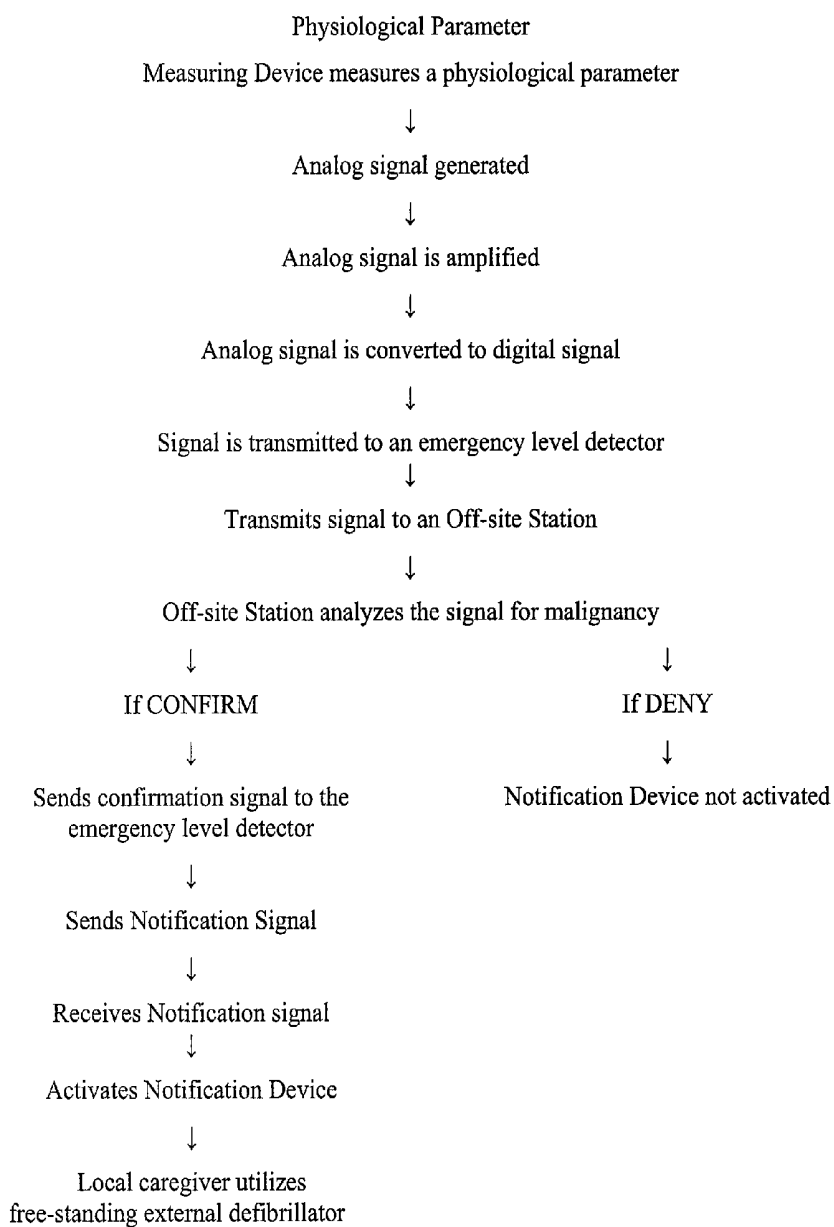 Physiological Parameter
Measuring Device measures a physiological parameter
↓
Analog signal generated
↓
Analog signal is amplified
↓
Analog signal is converted to digital signal
↓
Signal is transmitted to an emergency level detector
↓
Transmits signal to an Off-site Station
↓
Off-site Station analyzes the signal for malignancy
↓ ↓
If CONFIRM If DENY
↓ ↓
Sends confirmation signal to the Notification Device not activated
emergency level detector
↓
Sends Notification Signal
↓
Receives Notification signal
↓
Activates Notification Device
↓
Local caregiver utilizes
free-standing external defibrillator